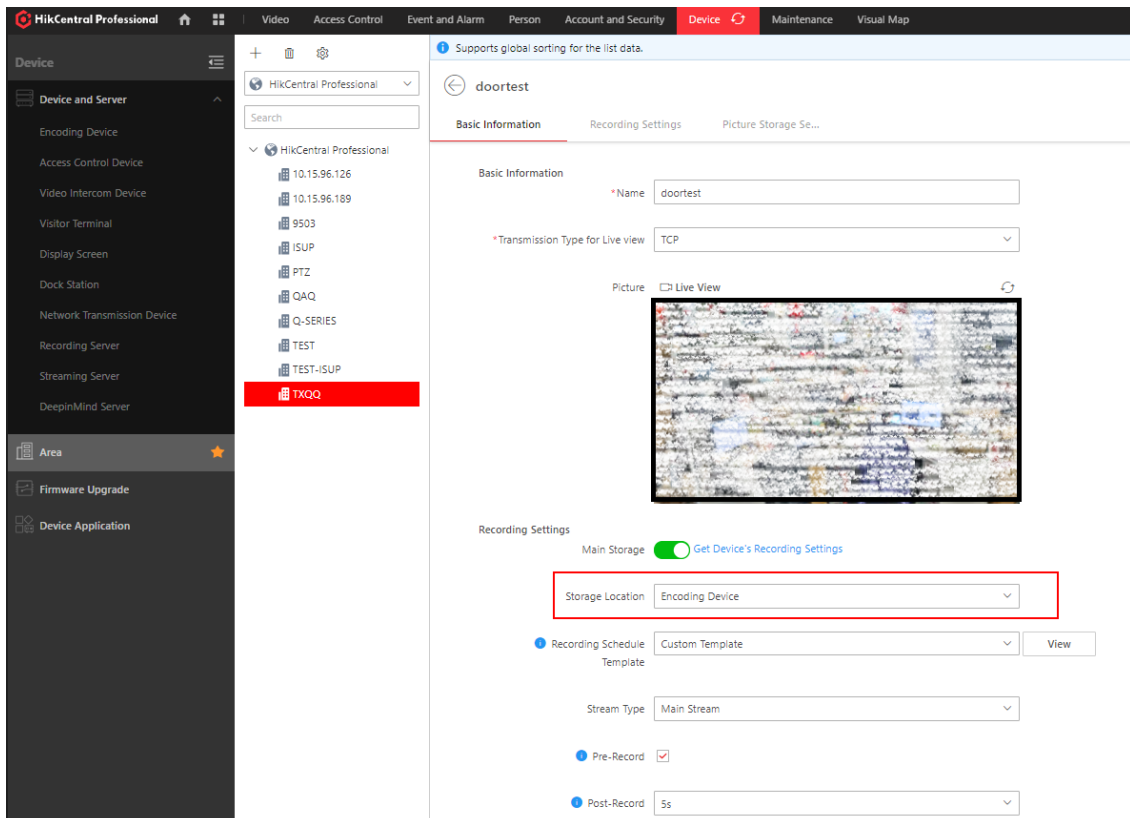 HikCentral Professional
Video
Access Control
Event and Alarm
Person
Account and Security
Device
Maintenance
Visual Map
Device
Device and Server
Encoding Device
Access Control Device
Video Intercom Device
Visitor Terminal
Display Screen
Dock Station
Network Transmission Device
Recording Server
Streaming Server
DeepinMind Server
Area
Firmware Upgrade
Device Application
HikCentral Professional
Search
HikCentral Professional
10.15.96.126
10.15.96.189
9503
ISUP
PTZ
QAQ
Q-SERIES
TEST
TEST-ISUP
TXQQ
Supports global sorting for the list data.
doortest
Basic Information
Recording Settings
Picture Storage Se...
Basic Information
*Name
doortest
*Transmission Type for Live view
TCP
Picture
Live View
Recording Settings
Main Storage
Get Device's Recording Settings
Storage Location
Encoding Device
Recording Schedule
Template
Custom Template
View
Stream Type
Main Stream
Pre-Record
Post-Record
5s